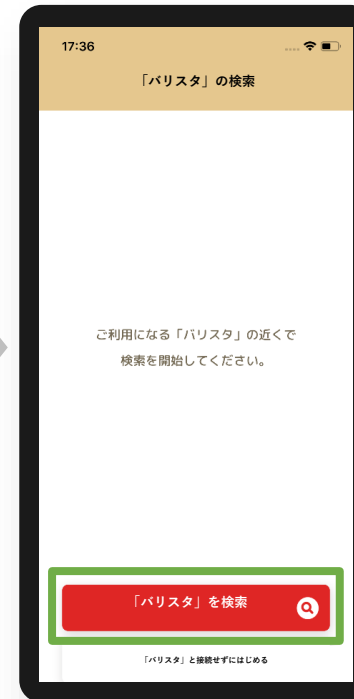 17:36
「バリスタ」の検索
ご利用になる「バリスタ」の近くで
検索を開始してください。
「バリスタ」を検索
「バリスタ」と接続せずにはじめる